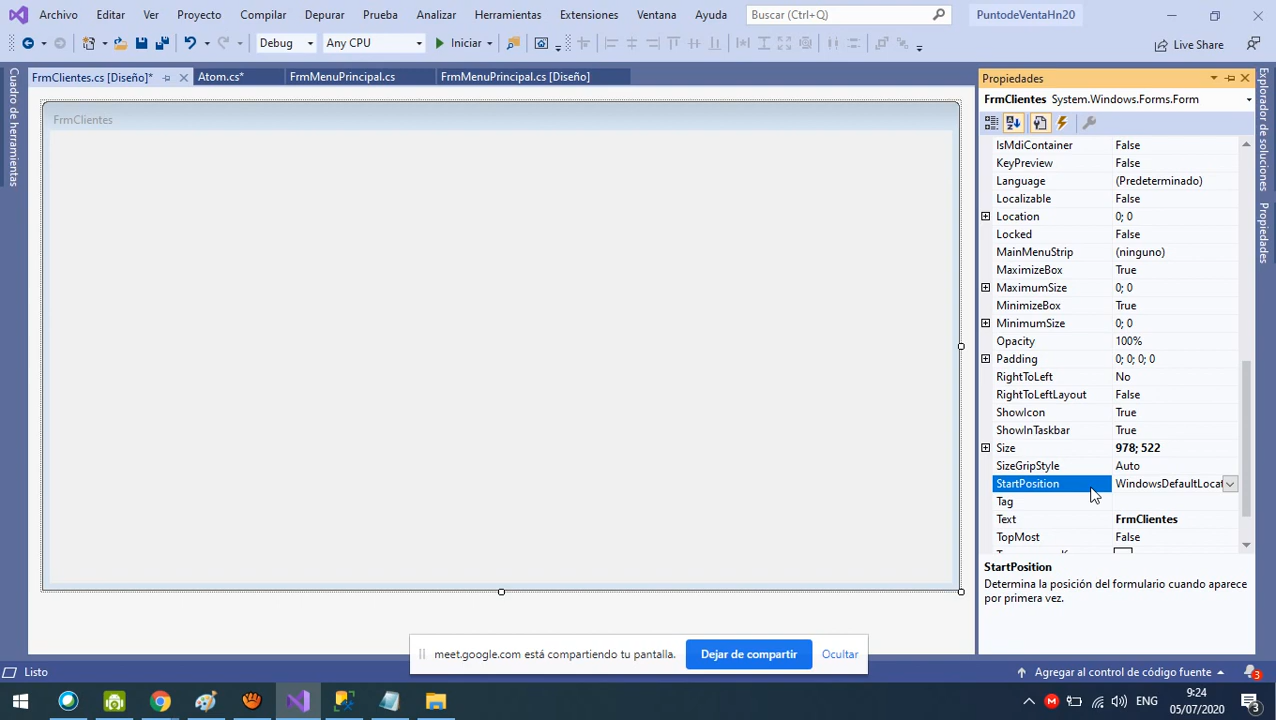 Archivo Editar Ver Proyecto Compilar Depurar Prueba Analizar Herramientas Extensiones Ventana Ayuda Buscar (Ctrl+Q) PuntodeVentaHn20
Debug Any CPU Iniciar Live Share
FrmClientes.cs [Diseño]* Atom.cs* FrmMenuPrincipal.cs FrmMenuPrincipal.cs [Diseño]
Cuadro de herramientas
FrmClientes
Propiedades
FrmClientes System.Windows.Forms.Form
IsMdiContainer False
KeyPreview False
Language (Predeterminado)
Localizable False
Location 0; 0
Locked False
MainMenuStrip (ninguno)
MaximizeBox True
MaximumSize 0; 0
MinimizeBox True
MinimumSize 0; 0
Opacity 100%
Padding 0; 0; 0; 0
RightToLeft No
RightToLeftLayout False
ShowIcon True
ShowInTaskbar True
Size 978; 522
SizeGripStyle Auto
StartPosition WindowsDefaultLocat
Tag
Text FrmClientes
TopMost False
StartPosition
Determina la posición del formulario cuando aparece
por primera vez.
Explorador de soluciones
Propiedades
meet.google.com está compartiendo tu pantalla. Dejar de compartir Ocultar
Listo Agregar al control de código fuente 3
ENG 9:24
05/07/2020 3